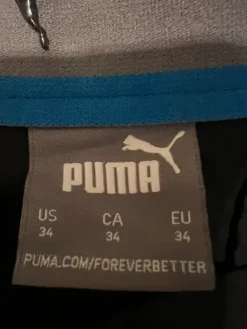 PUMA
US CA EU
34 34 34
PUMA.COM/FOREVERBETTER